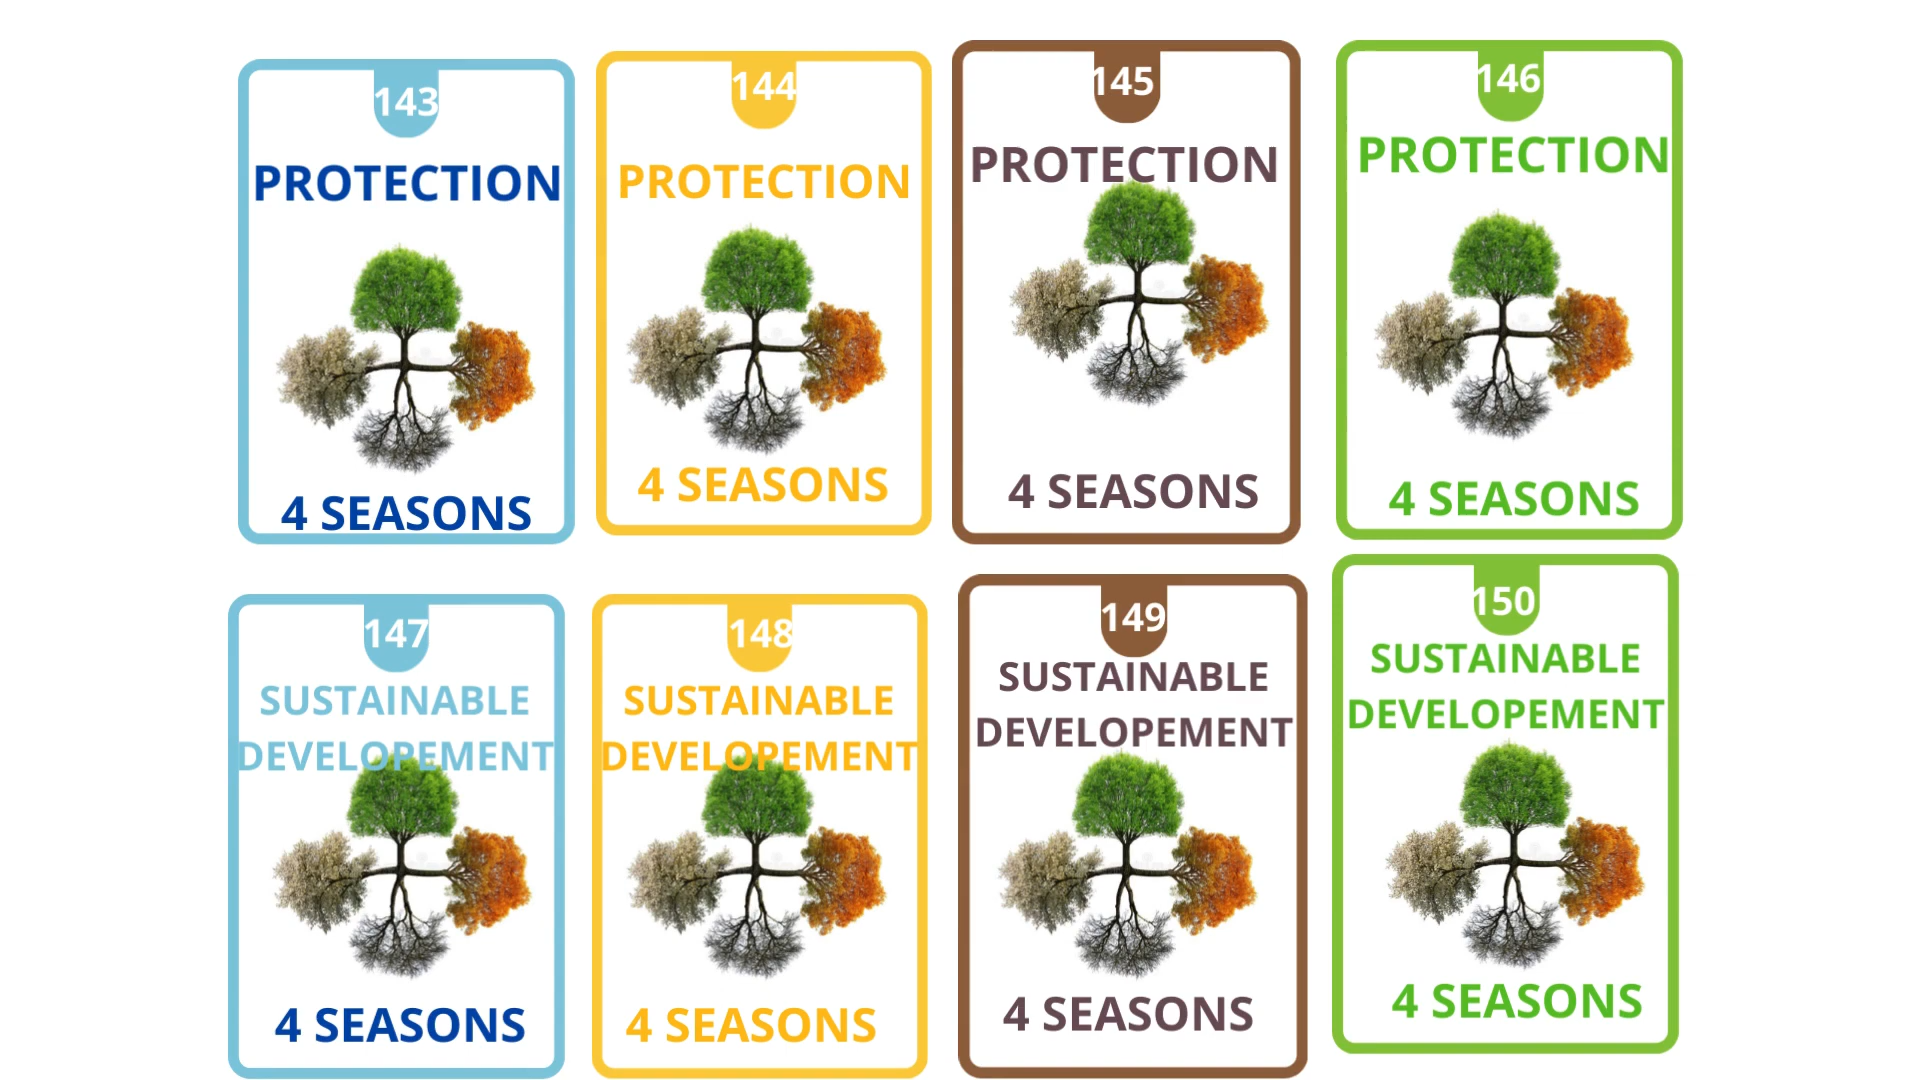 143
PROTECTION
4 SEASONS
144
PROTECTION
4 SEASONS
145
PROTECTION
4 SEASONS
146
PROTECTION
4 SEASONS
147
SUSTAINABLE
DEVELOPEMENT
4 SEASONS
148
SUSTAINABLE
DEVELOPEMENT
4 SEASONS
149
SUSTAINABLE
DEVELOPEMENT
4 SEASONS
150
SUSTAINABLE
DEVELOPEMENT
4 SEASONS